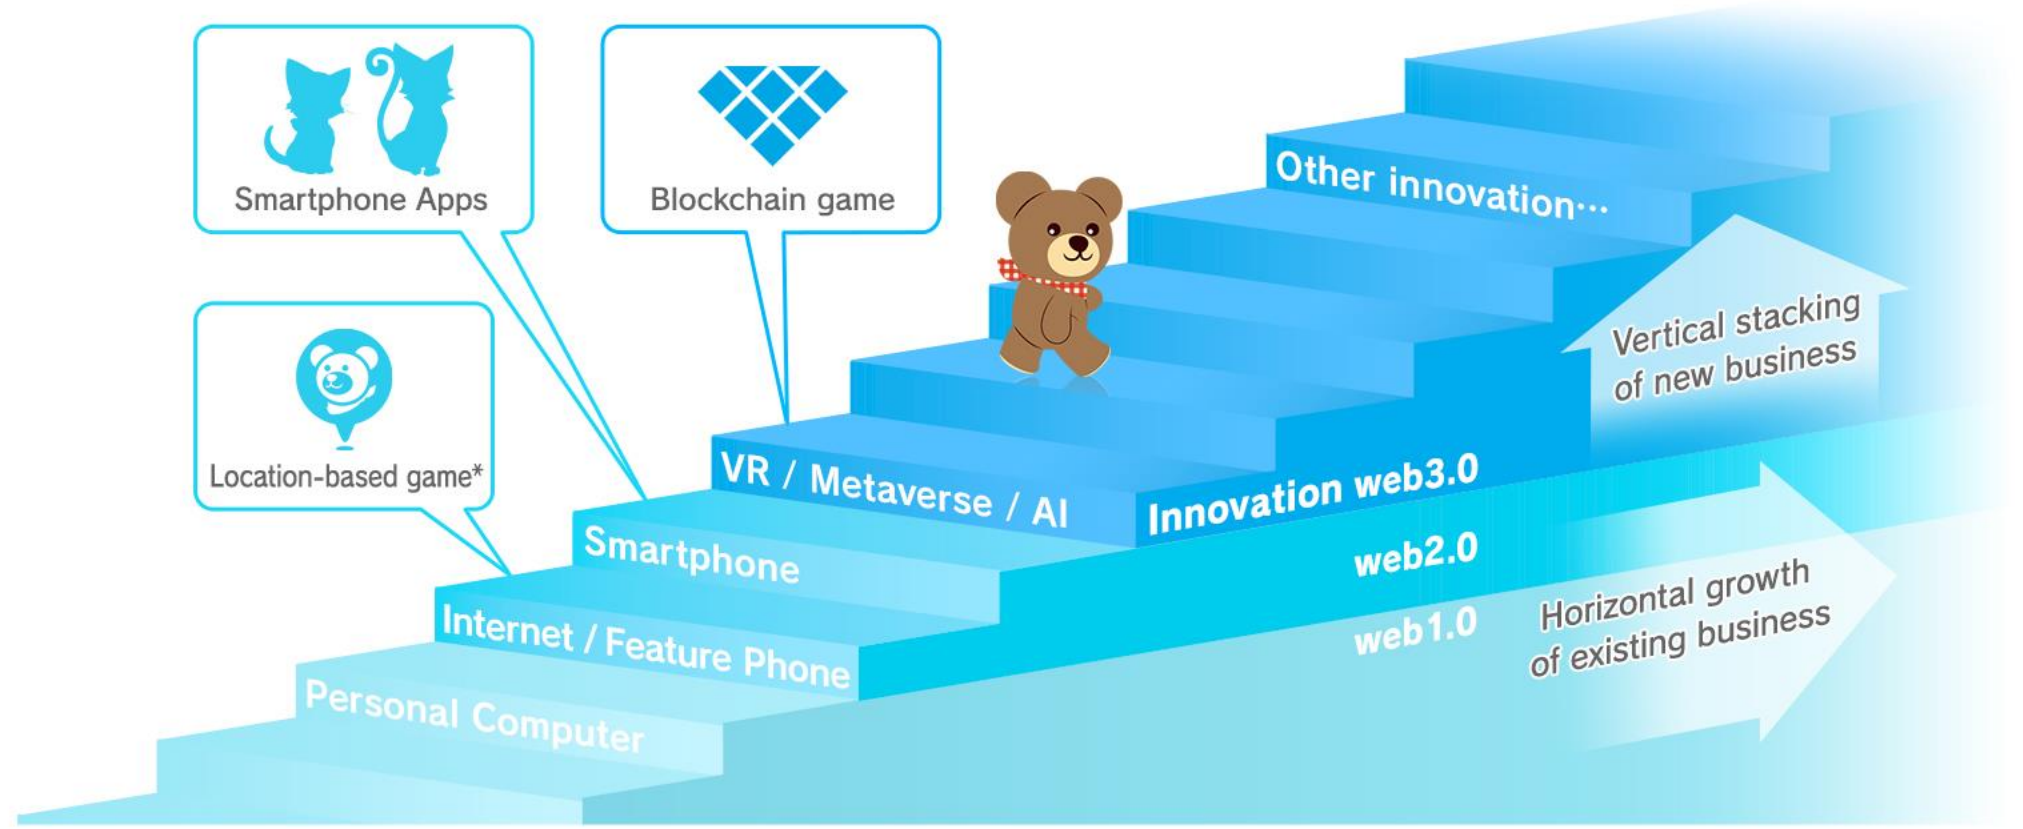 Smartphone Apps
Blockchain game
Location-based game*
Other innovation…
VR / Metaverse / AI
Smartphone
Internet / Feature Phone
Personal Computer
Innovation web3.0
web2.0
web1.0
Vertical stacking
of new business
Horizontal growth
of existing business